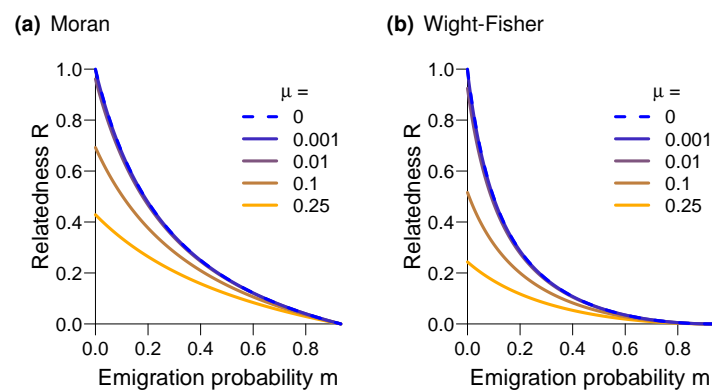 (a) Moran
1.0
0.8
0.6
0.4
0.2
0.0
Relatedness R
μ =
0
0.001
0.01
0.1
0.25
0.0 0.2 0.4 0.6 0.8
Emigration probability m
(b) Wight-Fisher
1.0
0.8
0.6
0.4
0.2
0.0
Relatedness R
μ =
0
0.001
0.01
0.1
0.25
0.0 0.2 0.4 0.6 0.8
Emigration probability m